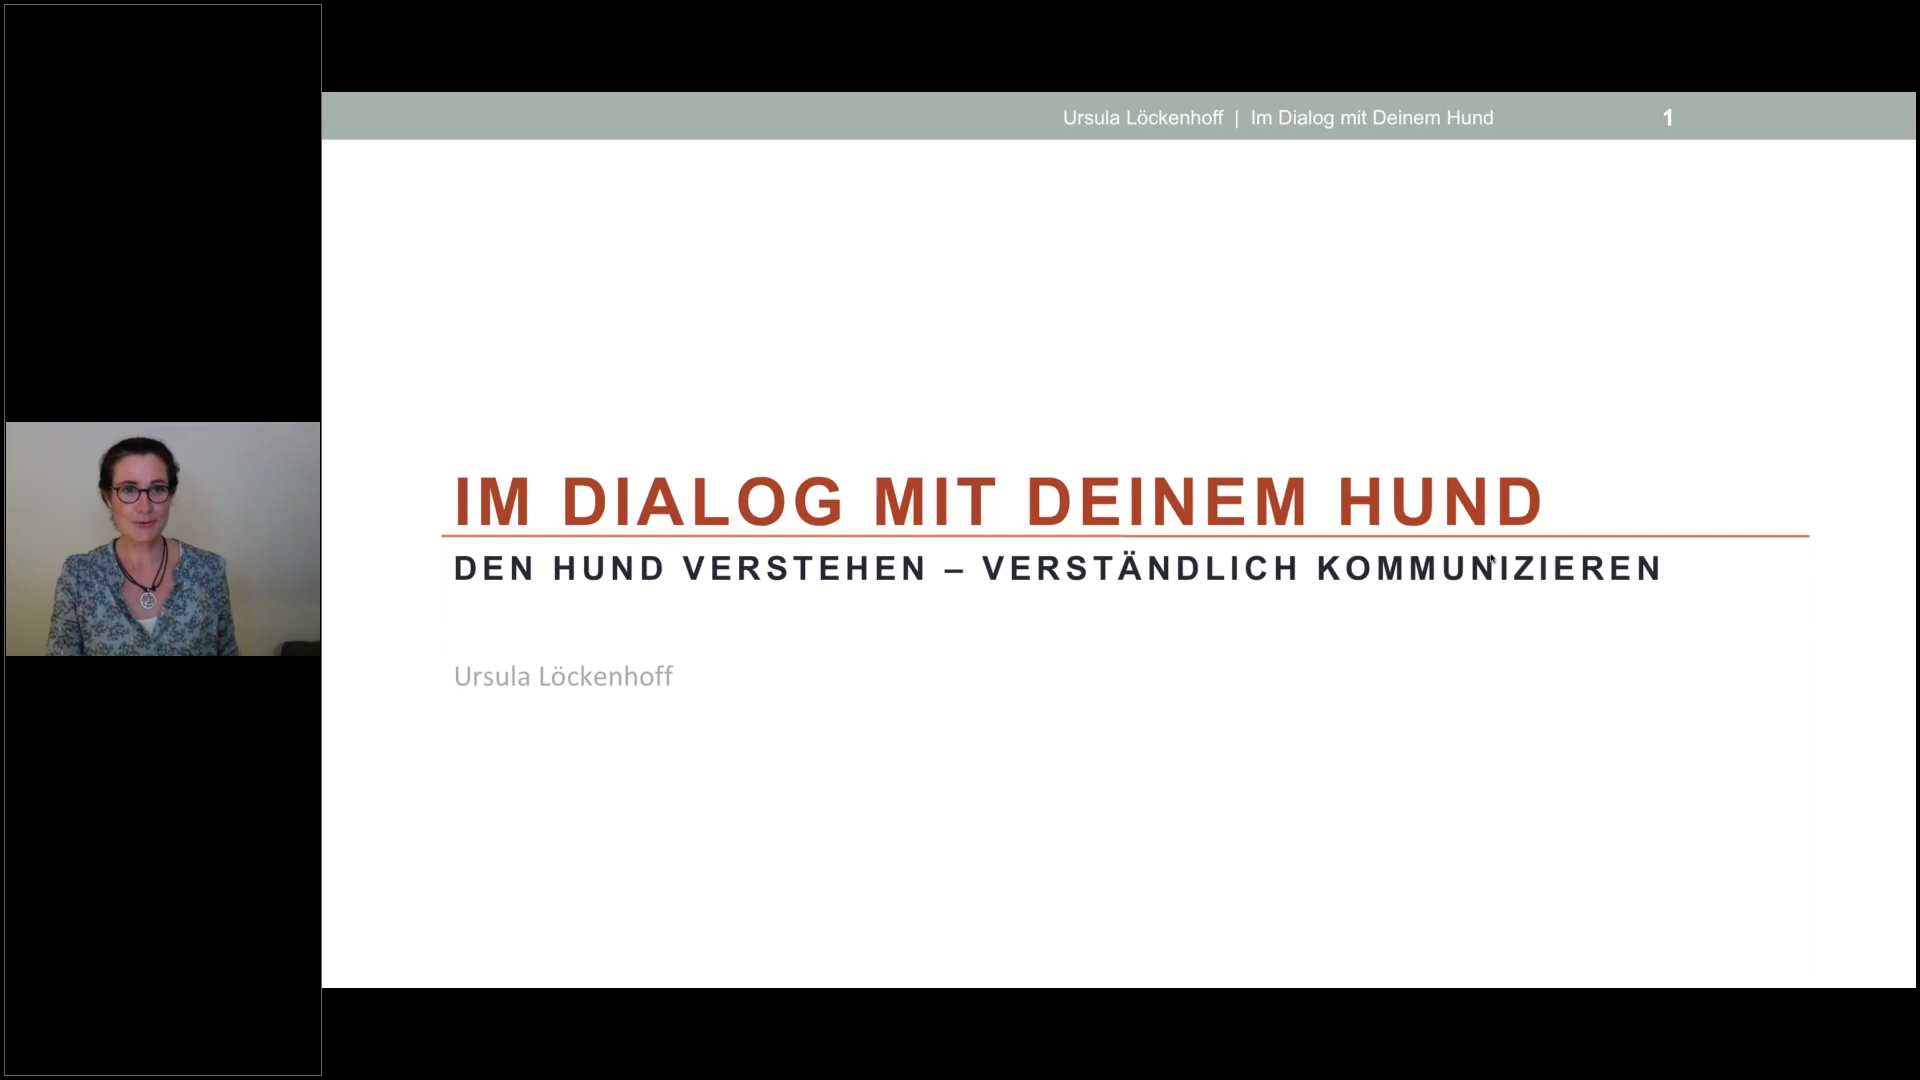 Ursula Löckenhoff | Im Dialog mit Deinem Hund 1
IM DIALOG MIT DEINEM HUND
DEN HUND VERSTEHEN – VERSTÄNDLICH KOMMUNIZIEREN
Ursula Löckenhoff